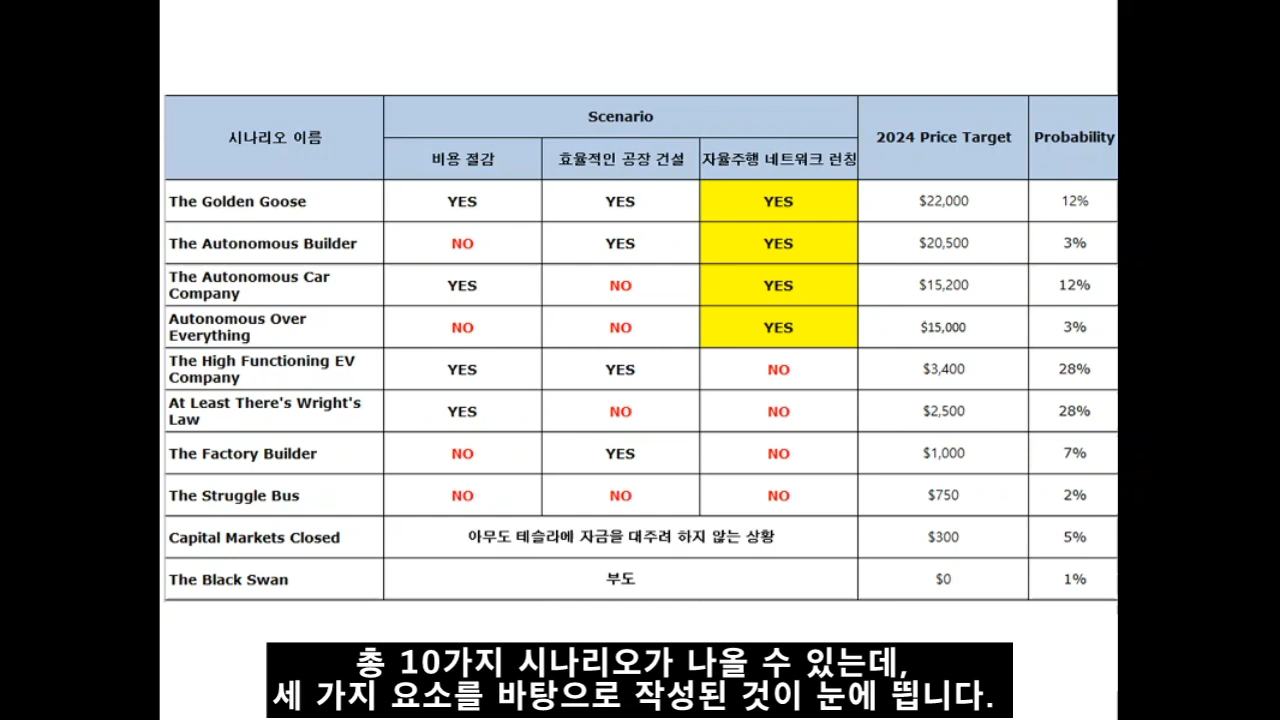 시나리오 이름
Scenario
2024 Price Target
Probability
비용 절감
효율적인 공장 건설
자율주행 네트워크 런칭
The Golden Goose
YES
YES
YES
$22,000
12%
The Autonomous Builder
NO
YES
YES
$20,500
3%
The Autonomous Car
Company
YES
NO
YES
$15,200
12%
Autonomous Over
Everything
NO
NO
YES
$15,000
3%
The High Functioning EV
Company
YES
YES
NO
$3,400
28%
At Least There's Wright's
Law
YES
NO
NO
$2,500
28%
The Factory Builder
NO
YES
NO
$1,000
7%
The Struggle Bus
NO
NO
NO
$750
2%
Capital Markets Closed
아무도 테슬라에 자금을 대주려 하지 않는 상황
$300
5%
The Black Swan
부도
$0
1%
총 10가지 시나리오가 나올 수 있는데,
세 가지 요소를 바탕으로 작성된 것이 눈에 띕니다.